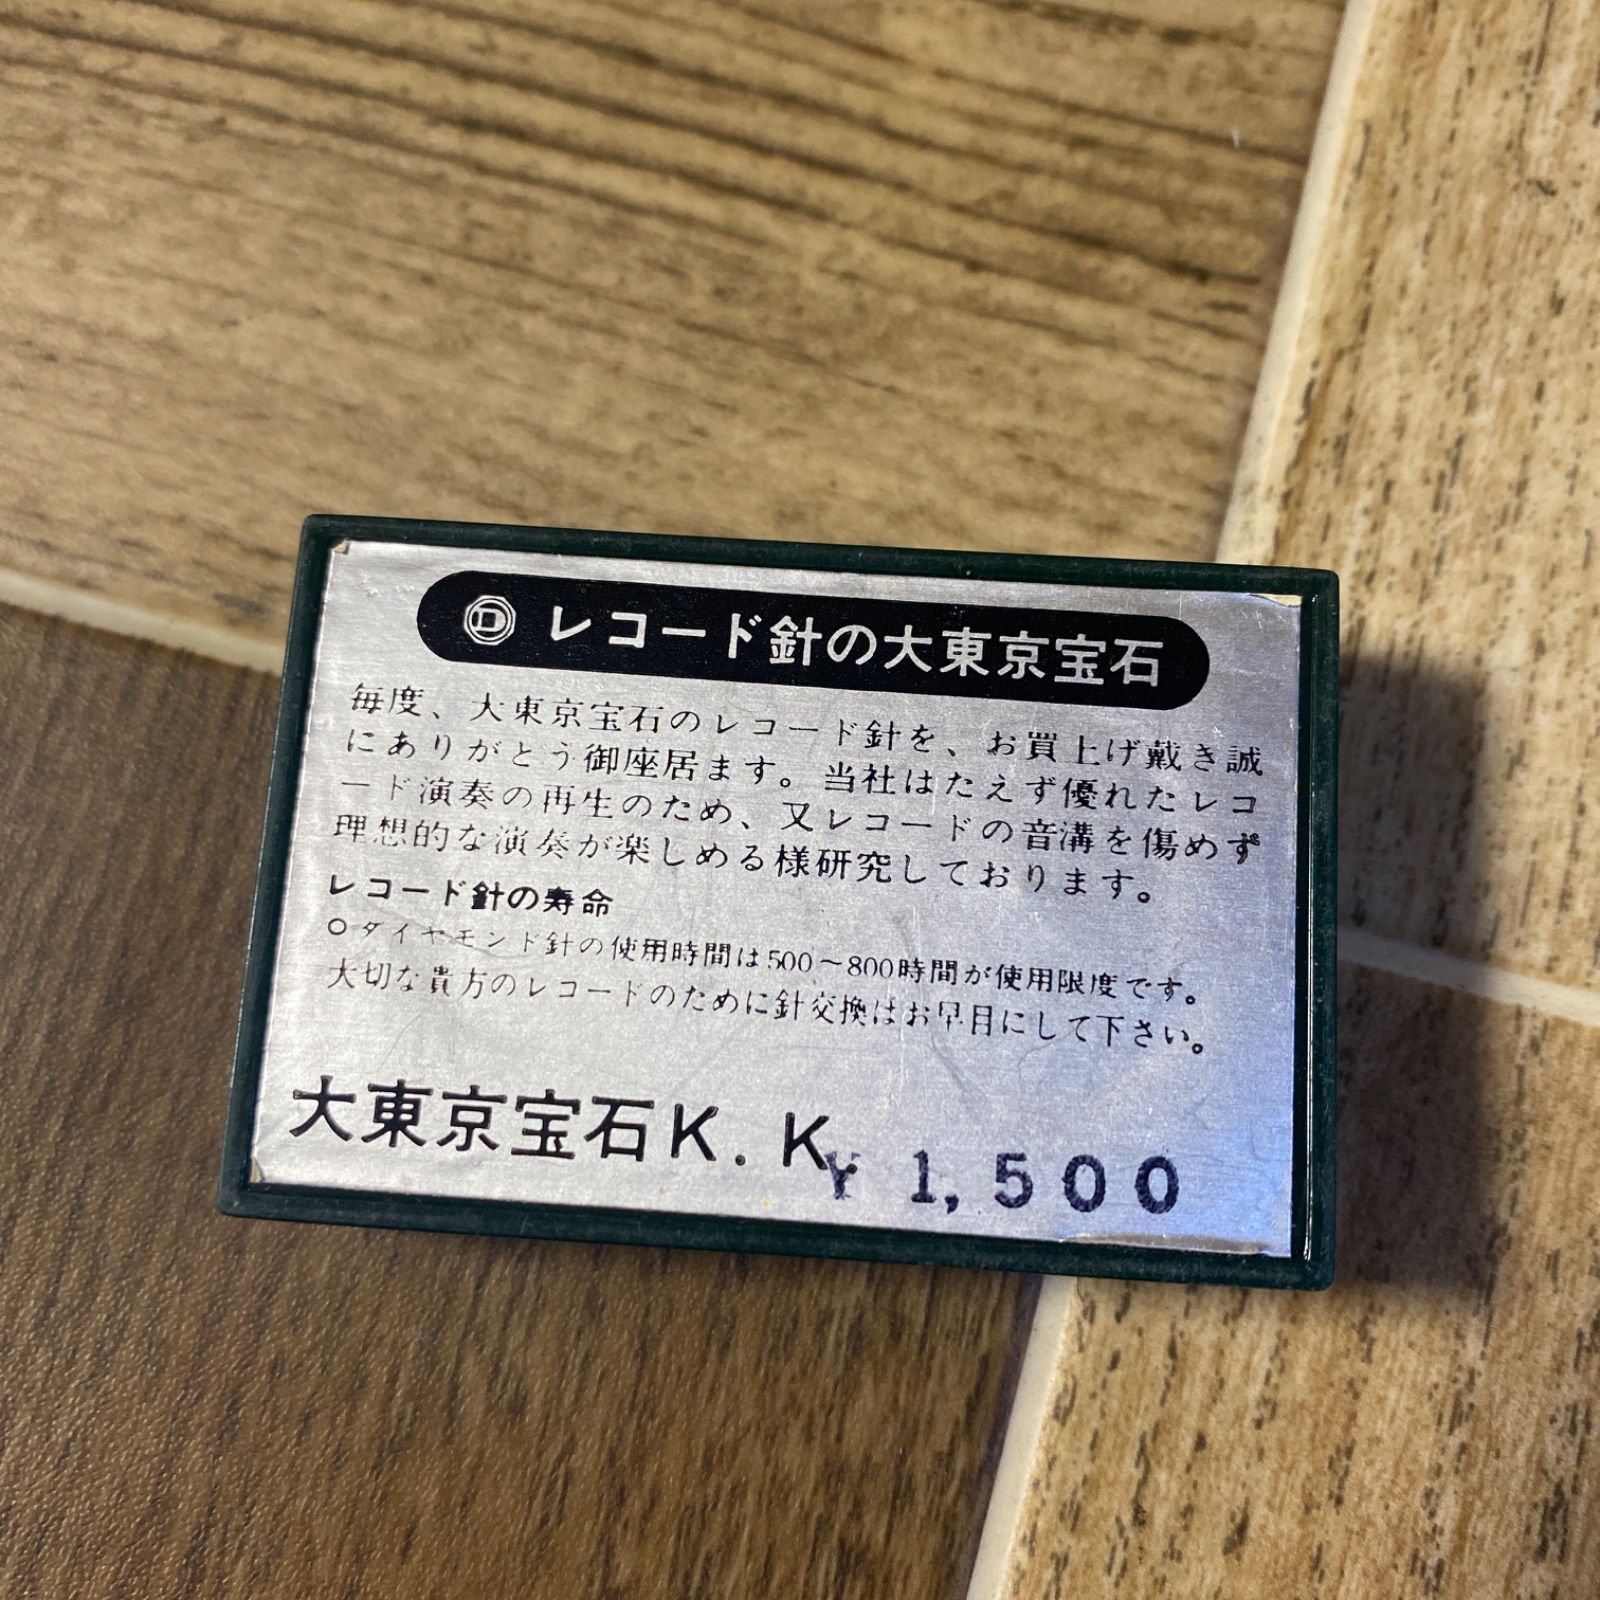 D レコード針の大東京宝石
毎度、大東京宝石のレコード針を、お買上げ戴き誠
にありがとう御座居ます。当社はたえず優れたレコ
ード演奏の再生のため、又レコードの音溝を傷めず
理想的な演奏が楽しめる様研究しております。
レコード針の寿命
○ダイヤモンド針の使用時間は500〜800時間が使用限度です。
大切な貴方のレコードのために針交換はお早目にして下さい。
大東京宝石K.K
¥1,500